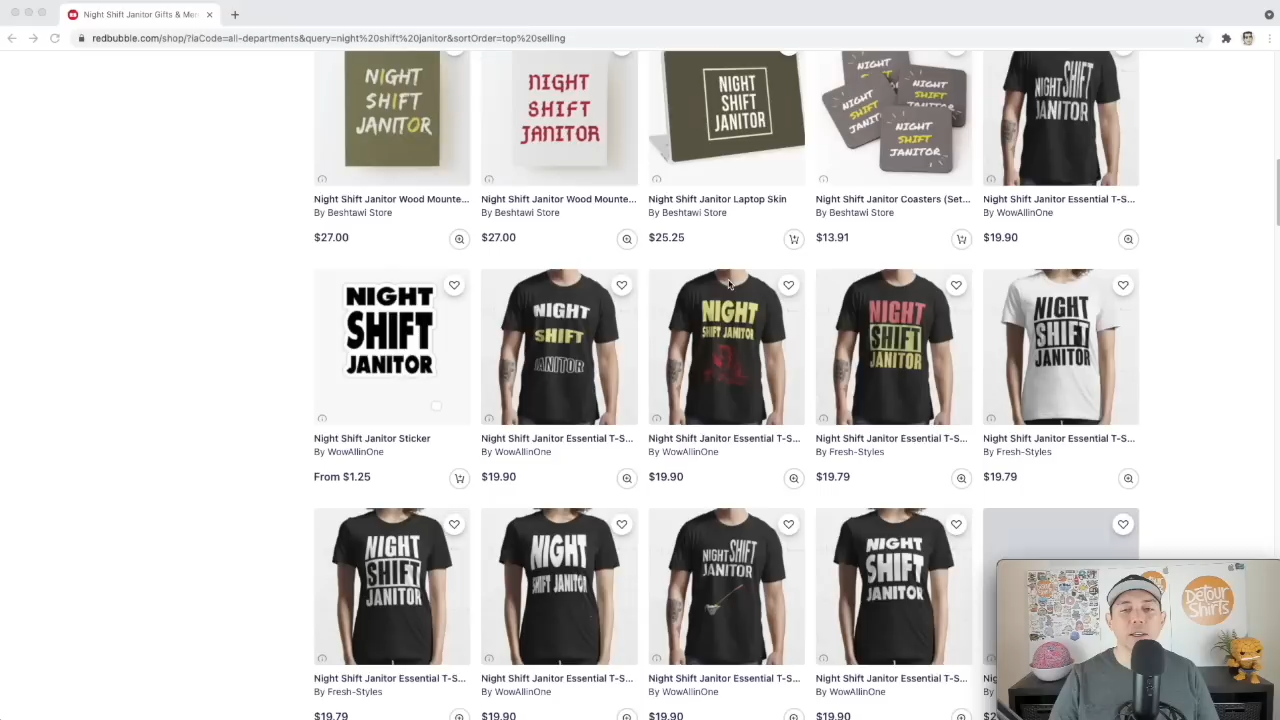 Night Shift Janitor Gifts & Mer
redbubble.com/shop/?iaCode=all-departments&query=night%20shift%20janitor&sortOrder=top%20selling
NIGHT
SHIFT
JANITOR
NIGHT
SHIFT
JANITOR
NIGHT
SHIFT
JANITOR
NIGHT
SHIFT
JANITOR
NIGHT SHIFT
JANITOR
Night Shift Janitor Wood Mounte...
Night Shift Janitor Wood Mounte...
Night Shift Janitor Laptop Skin
Night Shift Janitor Coasters (Set...
Night Shift Janitor Essential T-S...
By Beshtawi Store
By Beshtawi Store
By Beshtawi Store
By Beshtawi Store
By WowAllInOne
$27.00
$27.00
$25.25
$13.91
$19.90
NIGHT
SHIFT
JANITOR
NIGHT
SHIFT
JANITOR
NIGHT
SHIFT JANITOR
NIGHT
SHIFT
JANITOR
NIGHT
SHIFT
JANITOR
Night Shift Janitor Sticker
Night Shift Janitor Essential T-S...
Night Shift Janitor Essential T-S...
Night Shift Janitor Essential T-S...
Night Shift Janitor Essential T-S...
By WowAllInOne
By WowAllInOne
By WowAllInOne
By Fresh-Styles
By Fresh-Styles
From $1.25
$19.90
$19.90
$19.79
$19.79
NIGHT
SHIFT
JANITOR
NIGHT
SHIFT JANITOR
NIGHT SHIFT
JANITOR
NIGHT
SHIFT
JANITOR
DeTour
Shirts
Night Shift Janitor Essential T-S...
Night Shift Janitor Essential T-S...
Night Shift Janitor Essential T-S...
Night Shift Janitor Essential T-S...
By Fresh-Styles
By WowAllInOne
By WowAllInOne
By WowAllInOne
$19.79
$19.90
$19.90
$19.90